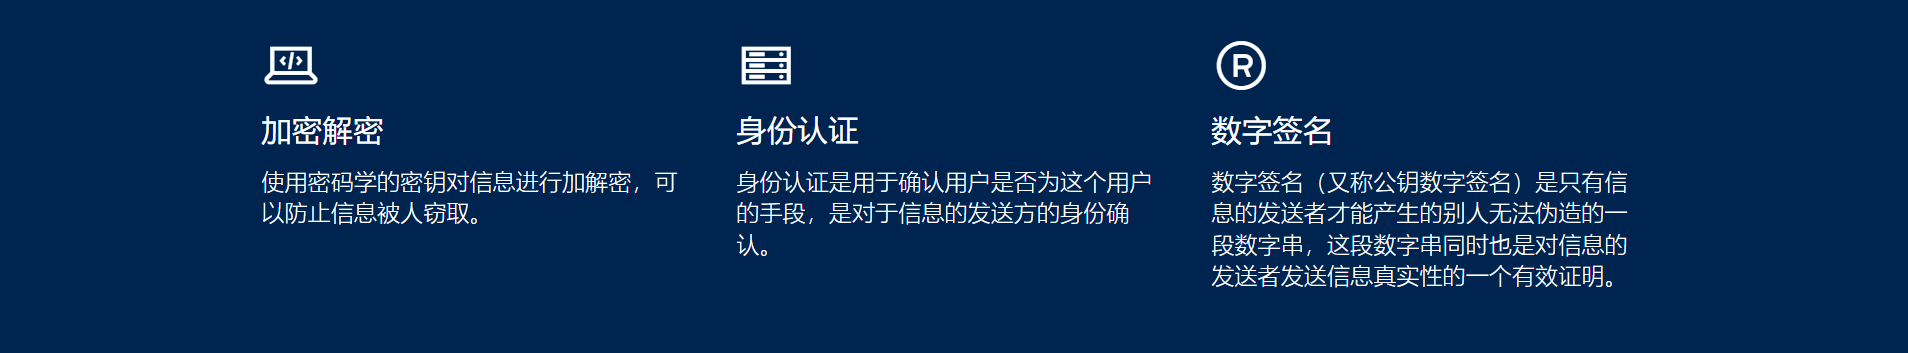 加密解密
使用密码学的密钥对信息进行加解密，可
以防止信息被人窃取。
身份认证
身份认证是用于确认用户是否为这个用户
的手段，是对于信息的发送方的身份确
认。
R
数字签名
数字签名（又称公钥数字签名）是只有信
息的发送者才能产生的别人无法伪造的一
段数字串，这段数字串同时也是对信息的
发送者发送信息真实性的一个有效证明。